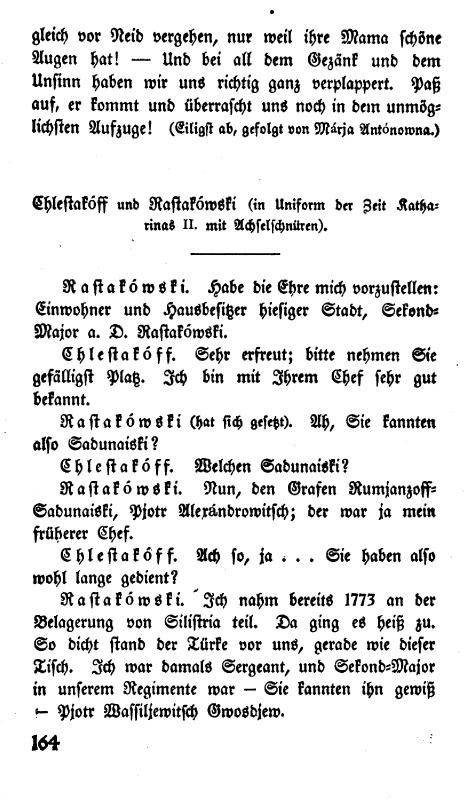 gleich vor Neid vergehen, nur weil ihre Mama schöne
Augen hat! — Und bei all dem Gezänk und dem
Unsinn haben wir uns richtig ganz verplappert. Paß
auf, er kommt und überrascht uns noch in dem unmög-
lichsten Aufzuge! (Eiligst ab, gefolgt von Márja Antónowna.)
Chlestakóff und Rastakówski (in Uniform der Zeit Katha-
rinas II. mit Achselschnüren).
Rastakówski. Habe die Ehre mich vorzustellen:
Einwohner und Hausbesitzer hiesiger Stadt, Sekond-
Major a. D. Rastakówski.
Chlestakóff. Sehr erfreut; bitte nehmen Sie
gefälligst Platz. Ich bin mit Ihrem Chef sehr gut
bekannt.
Rastakówski (hat sich gesetzt). Ah, Sie kannten
also Sadunaiski?
Chlestakóff. Welchen Sadunaiski?
Rastakówski. Nun, den Grafen Rumjanzoff-
Sadunaiski, Pjotr Alexándrowitsch; der war ja mein
früherer Chef.
Chlestakóff. Ach so, ja . . . Sie haben also
wohl lange gedient?
Rastakówski. Ich nahm bereits 1773 an der
Belagerung von Silistria teil. Da ging es heiß zu.
So dicht stand der Türke vor uns, gerade wie dieser
Tisch. Ich war damals Sergeant, und Sekond-Major
in unserem Regimente war — Sie kannten ihn gewiß
— Pjotr Wassiljewitsch Gwosdjew.
164